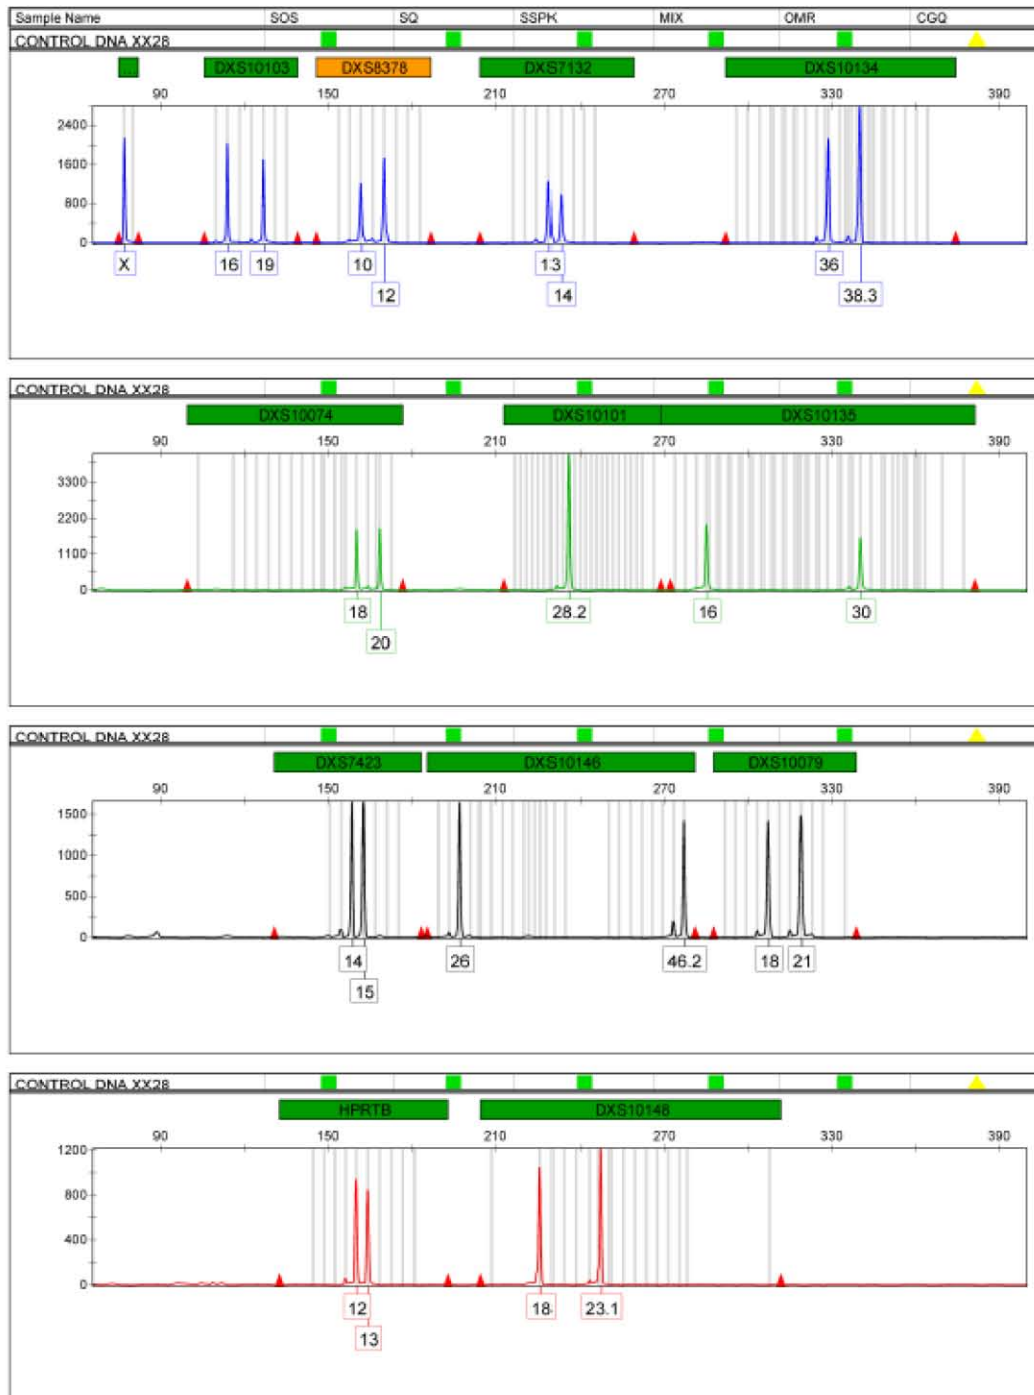 Sample Name SOS SQ SSPK MIX OMR CGQ
CONTROL DNA XX28
DXS10103 DXS8378 DXS7132 DXS10134
90 150 210 270 330 390
2400
1600
800
0
X 16 19 10 13 36
12 14 38.3
CONTROL DNA XX28
DXS10074 DXS10101 DXS10135
90 150 210 270 330 390
3300
2200
1100
0
18 28.2 16 30
20
CONTROL DNA XX28
DXS7423 DXS10146 DXS10079
90 150 210 270 330 390
1500
1000
500
0
14 26 46.2 18 21
15
CONTROL DNA XX28
HPRTB DXS10148
90 150 210 270 330 390
1200
800
400
0
12 18 23.1
13